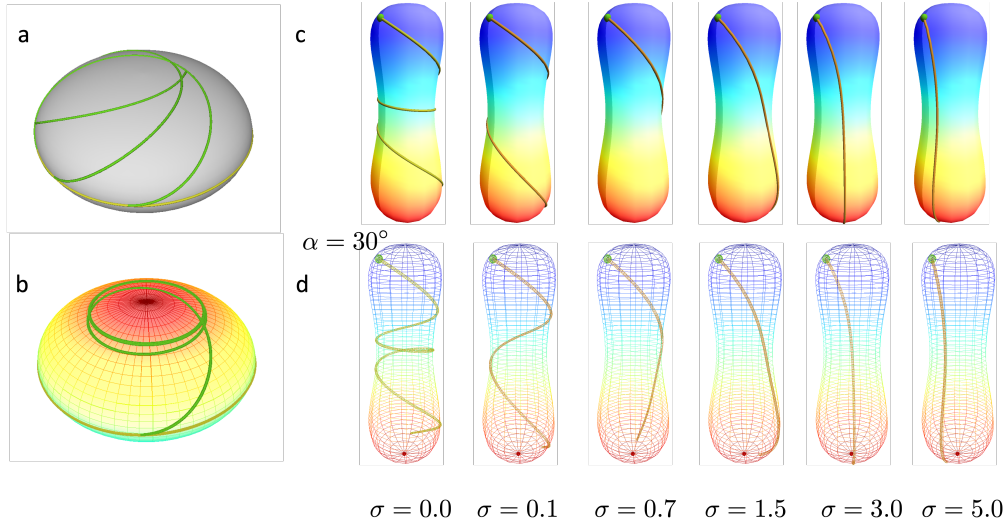 a
c
α = 30°
b
d
σ = 0.0 σ = 0.1 σ = 0.7 σ = 1.5 σ = 3.0 σ = 5.0